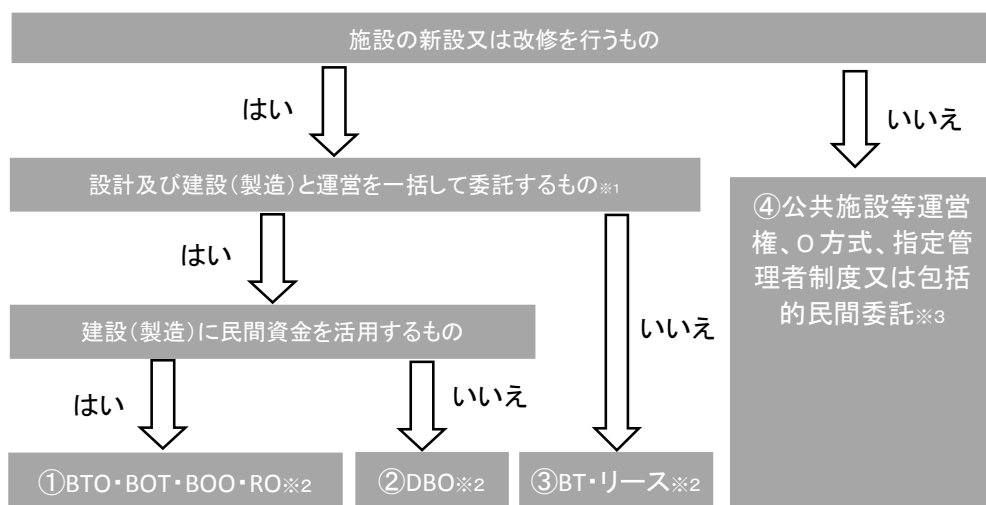 施設の新設又は改修を行うもの
はい
いいえ
設計及び建設(製造)と運営を一括して委託するもの※1
④公共施設等運営
権、O方式、指定管
理者制度又は包括
的民間委託※3
はい
いいえ
建設(製造)に民間資金を活用するもの
はい
いいえ
①BTO・BOT・BOO・RO※2
②DBO※2
③BT・リース※2